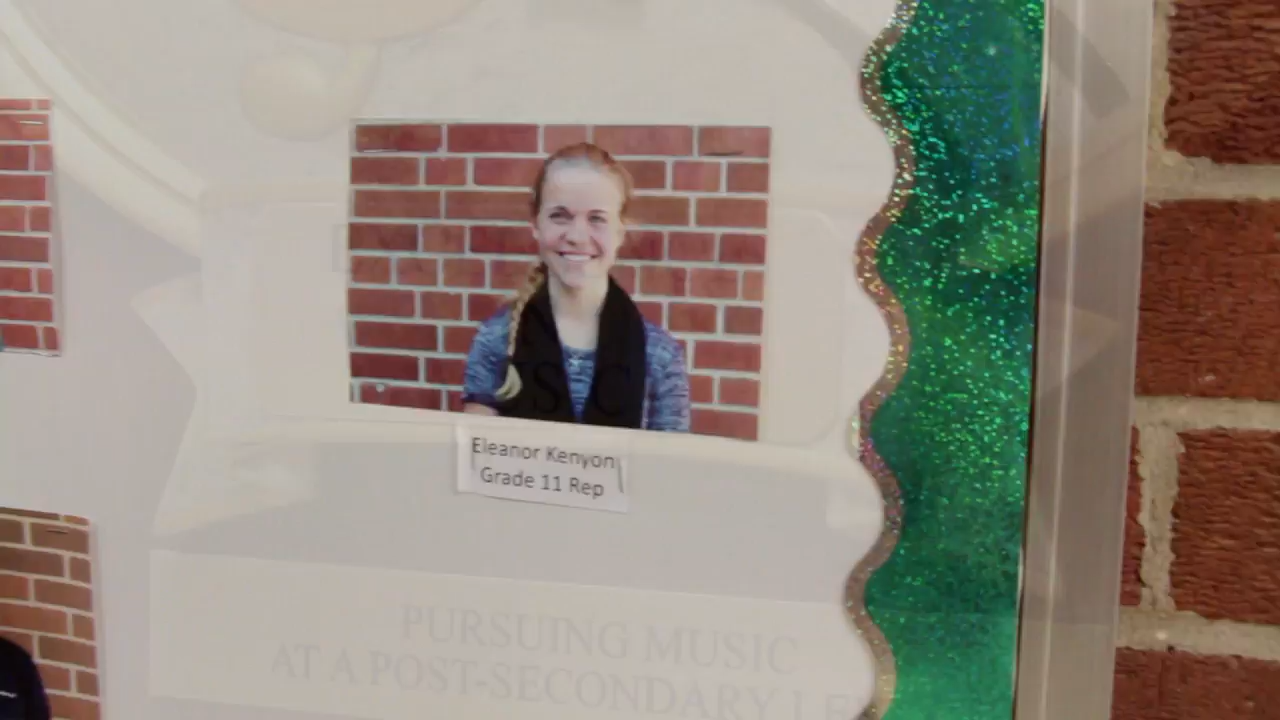 Eleanor Kenyon
Grade 11 Rep
PURSUING MUSIC
AT A POST-SECONDARY